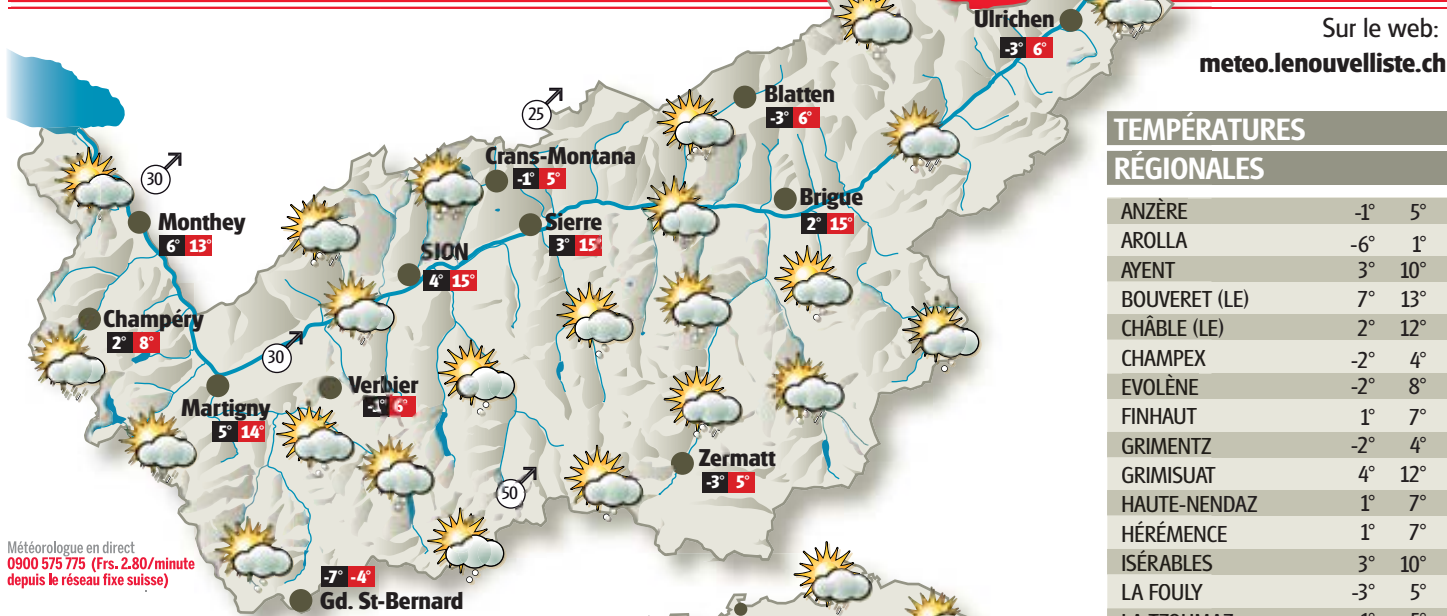 Ulrichen
-3° 6°
Sur le web:
meteo.lenouvelliste.ch
Blatten
-3° 6°
25
TEMPÉRATURES
RÉGIONALES
Crans-Montana
-1° 5°
30
Brigue
2° 15°
Monthey
6° 13°
Sierre
3° 15°
SION
4° 15°
Champéry
2° 8°
30
Verbier
-1° 6°
Martigny
5° 14°
Zermatt
-3° 5°
50
Météorologue en direct
0900 575 775 (Frs. 2.80/minute
depuis le réseau fixe suisse)
-7° -4°
Gd. St-Bernard
ANZÈRE -1° 5°
AROLLA -6° 1°
AYENT 3° 10°
BOUVERET (LE) 7° 13°
CHÂBLE (LE) 2° 12°
CHAMPEX -2° 4°
EVOLÈNE -2° 8°
FINHAUT 1° 7°
GRIMENTZ -2° 4°
GRIMISUAT 4° 12°
HAUTE-NENDAZ 1° 7°
HÉRÉMENCE 1° 7°
ISÉRABLES 3° 10°
LA FOULY -3° 5°